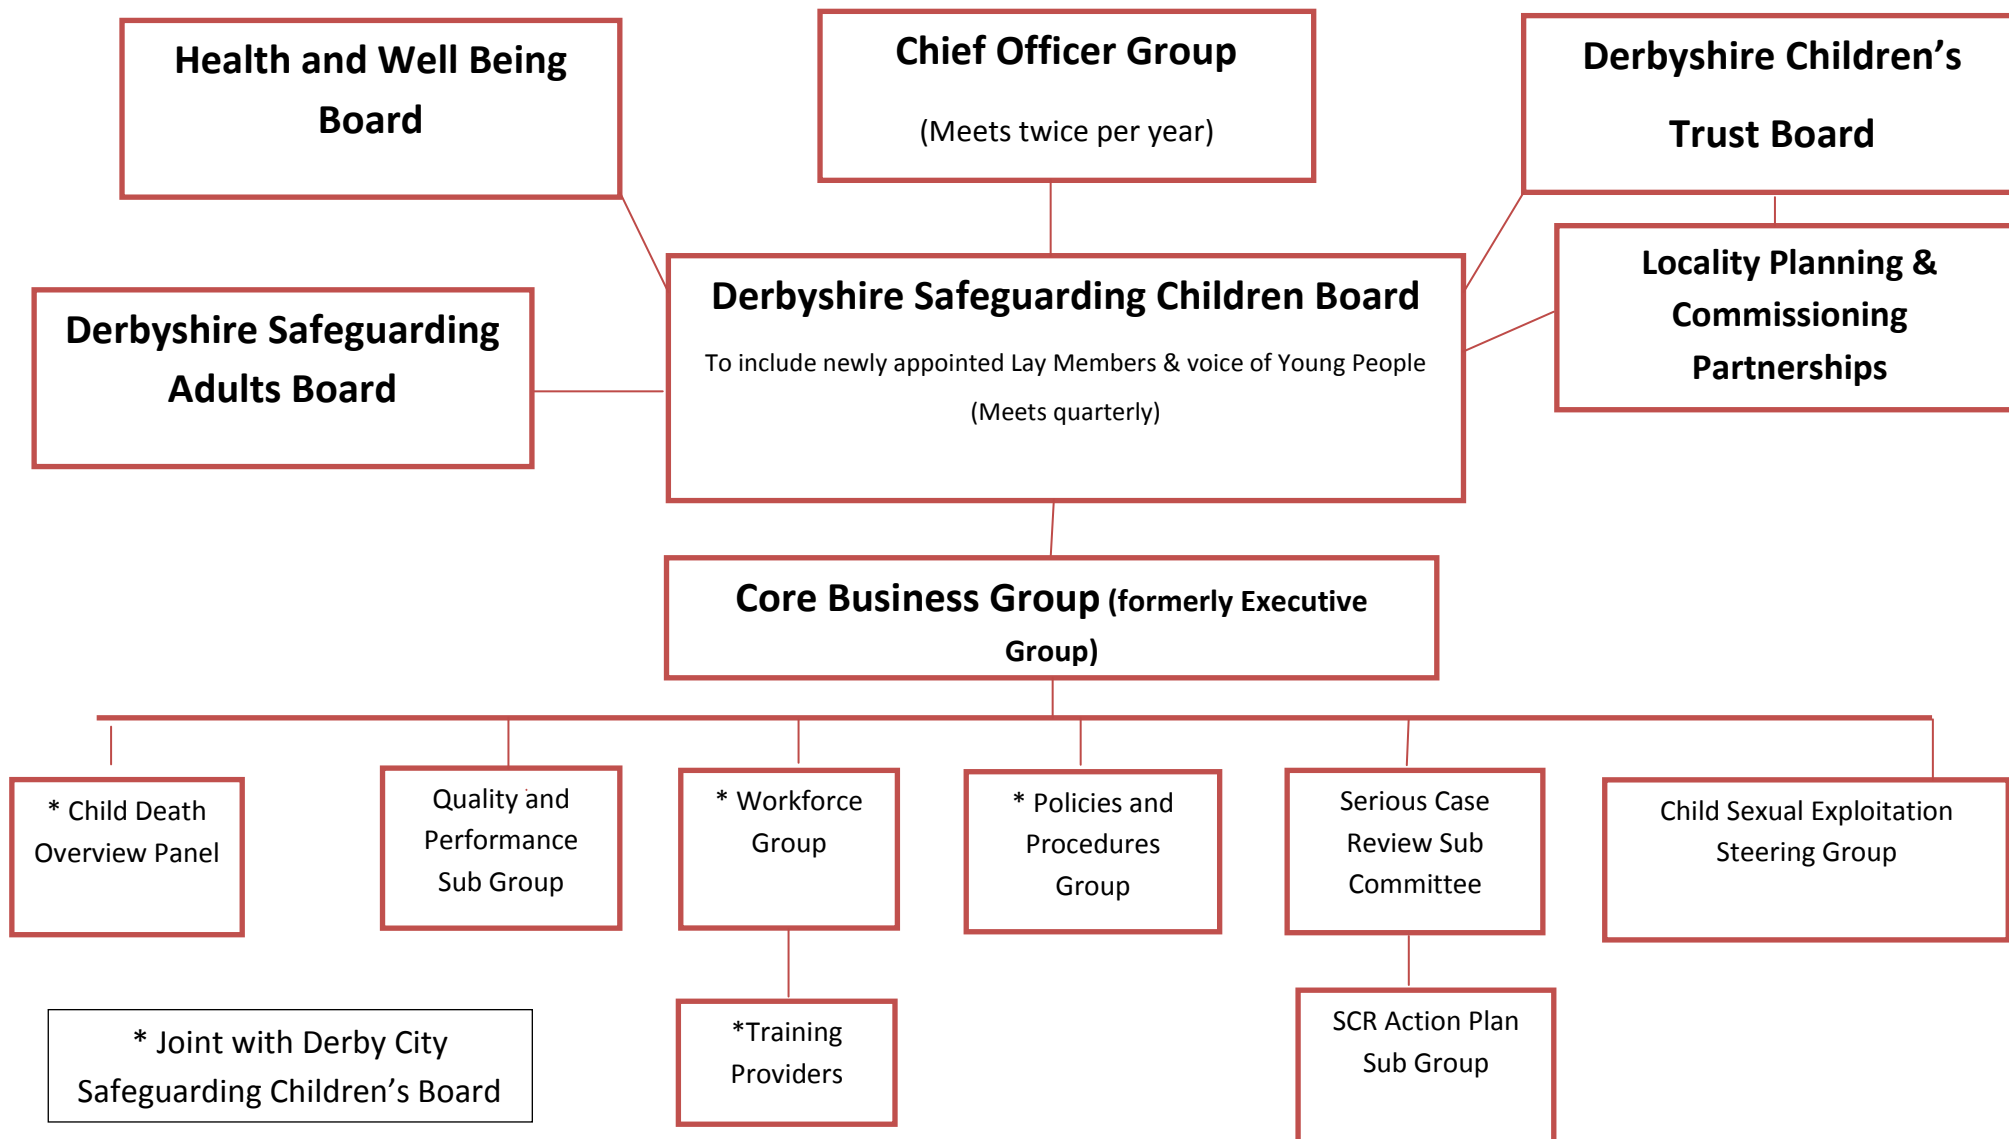 Health and Well Being
Board
Chief Officer Group
(Meets twice per year)
Derbyshire Children’s
Trust Board
Derbyshire Safeguarding
Adults Board
Derbyshire Safeguarding Children Board
To include newly appointed Lay Members & voice of Young People
(Meets quarterly)
Locality Planning &
Commissioning
Partnerships
Core Business Group (formerly Executive
Group)
* Child Death
Overview Panel
Quality and
Performance
Sub Group
* Workforce
Group
* Policies and
Procedures
Group
Serious Case
Review Sub
Committee
Child Sexual Exploitation
Steering Group
* Joint with Derby City
Safeguarding Children’s Board
*Training
Providers
SCR Action Plan
Sub Group